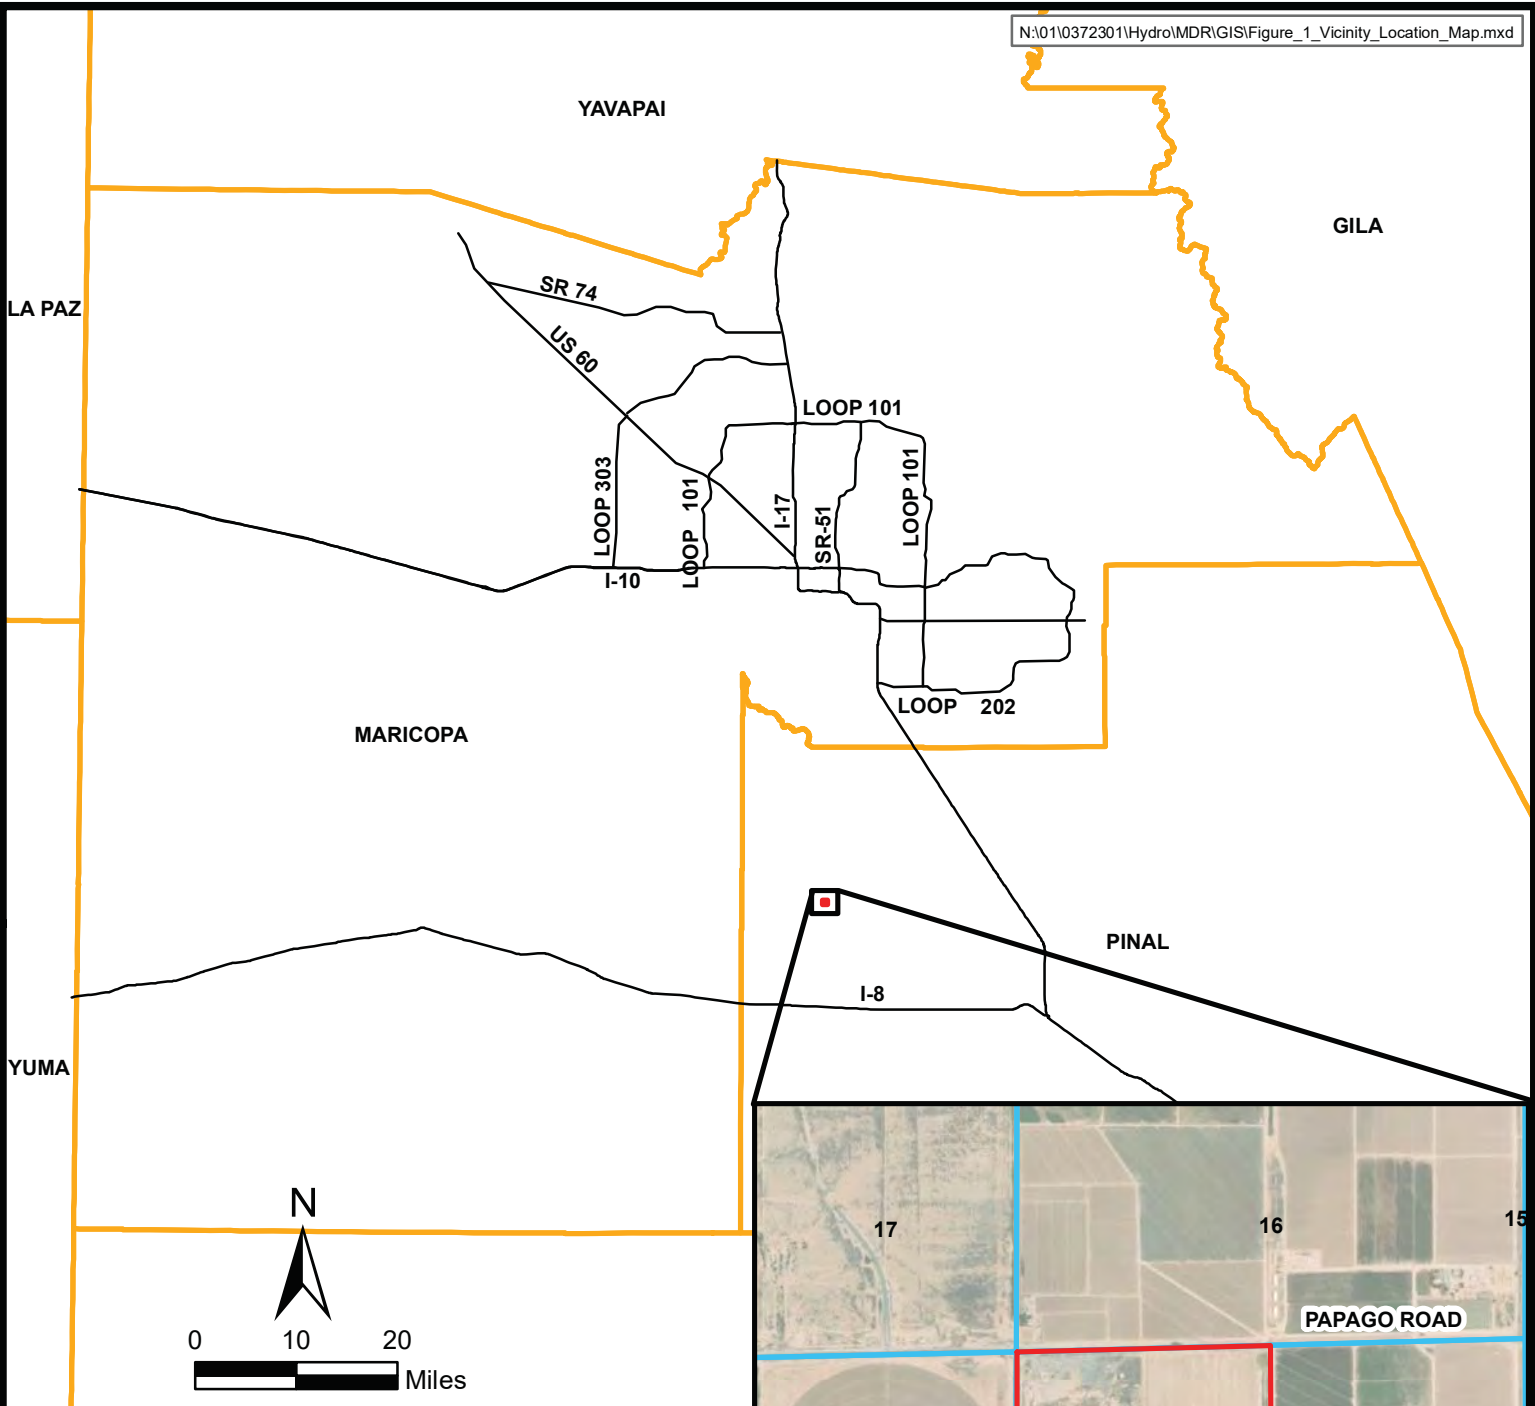 N:\01\0372301\Hydro\MDR\GIS\Figure_1_Vicinity_Location_Map.mxd
YAVAPAI
GILA
LA PAZ
SR 74
US 60
LOOP 101
LOOP 303
LOOP 101
I-17
SR-51
LOOP 101
I-10
LOOP 202
MARICOPA
PINAL
I-8
YUMA
N
0 10 20
Miles
17
16
15
PAPAGO ROAD